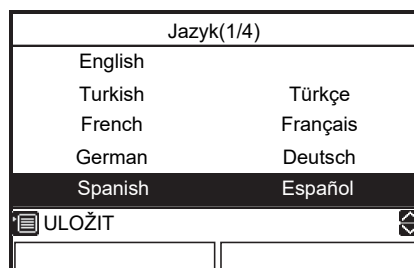 Jazyk(1/4)
English
Turkish Türkçe
French Français
German Deutsch
Spanish Español
ULOŽIT